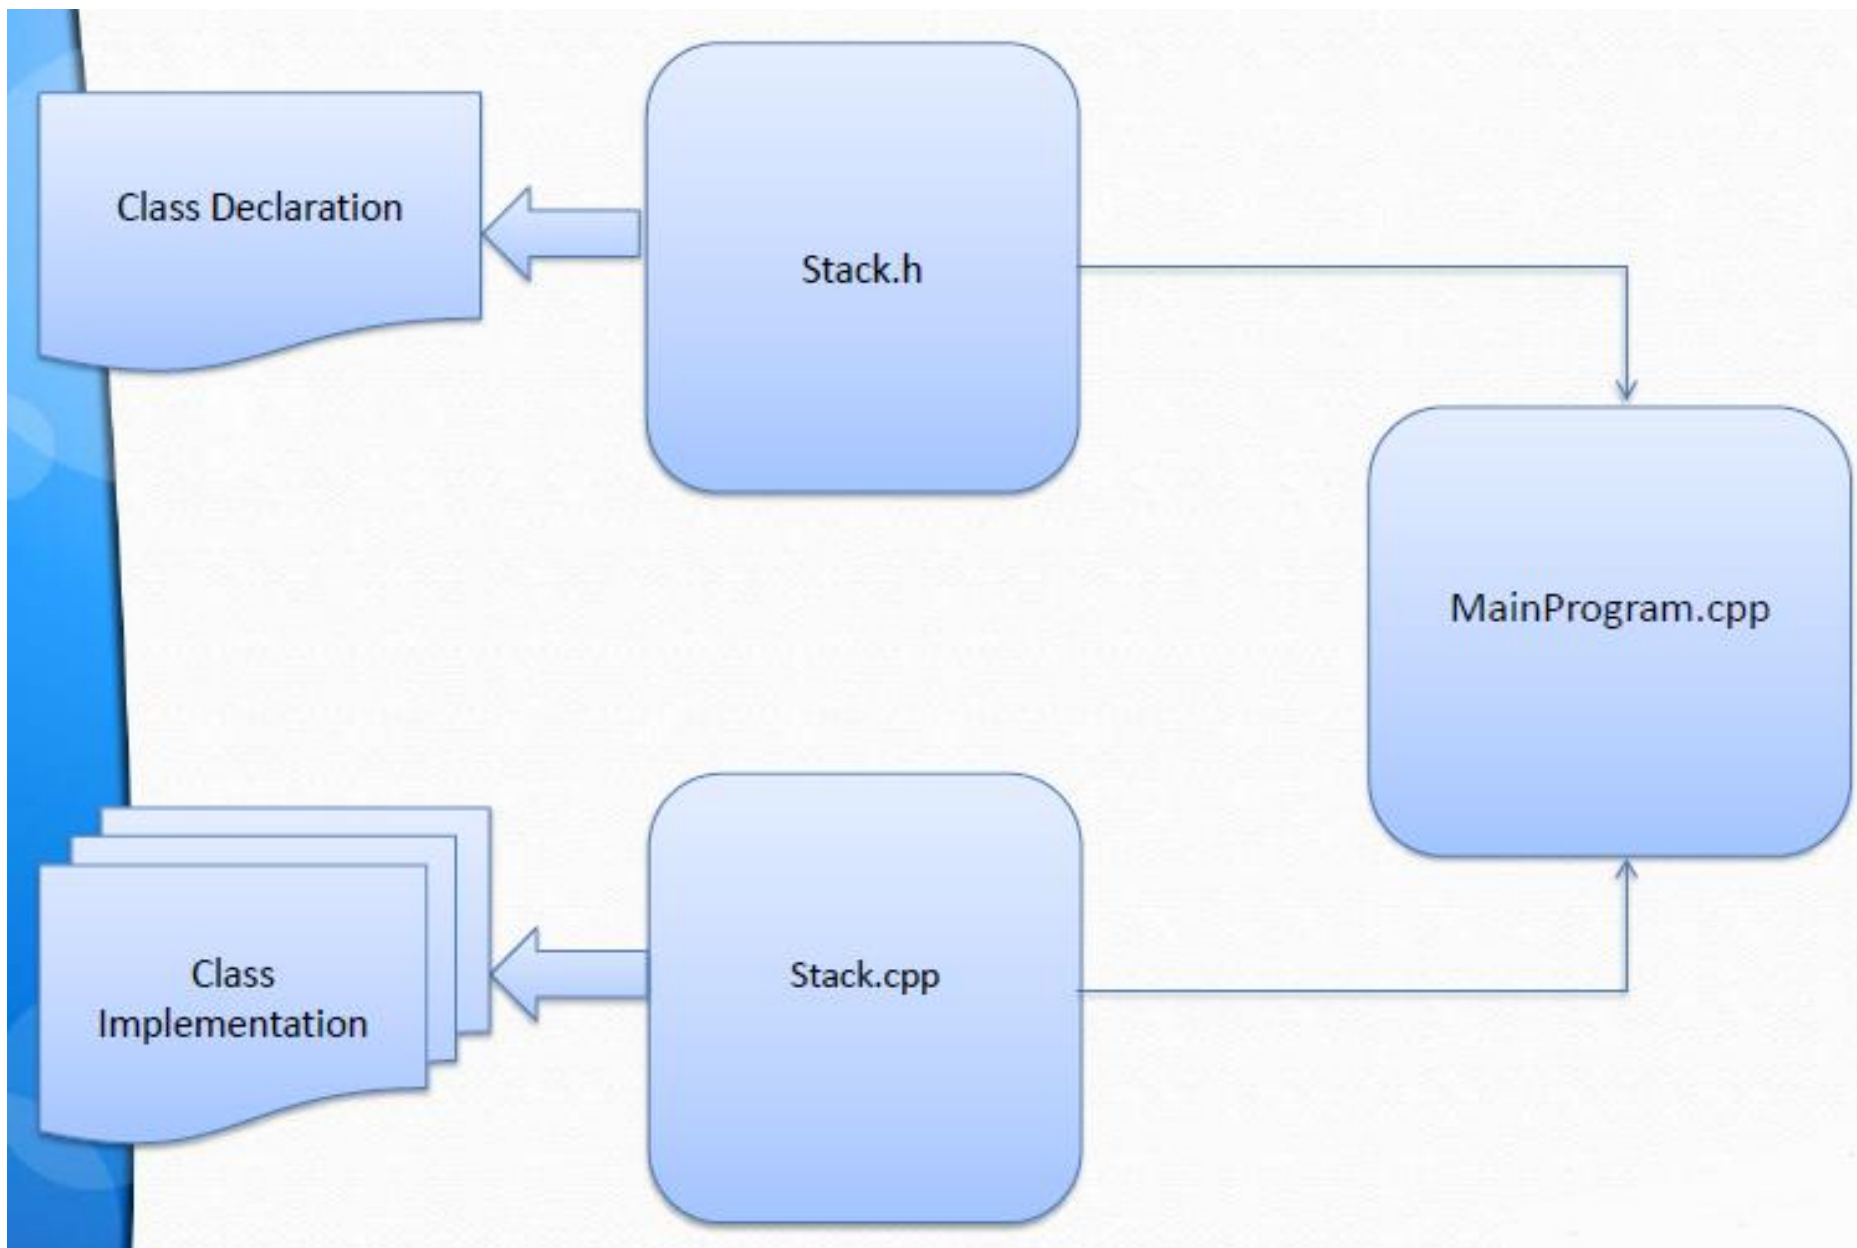 Class Declaration
Stack.h
MainProgram.cpp
Class
Implementation
Stack.cpp